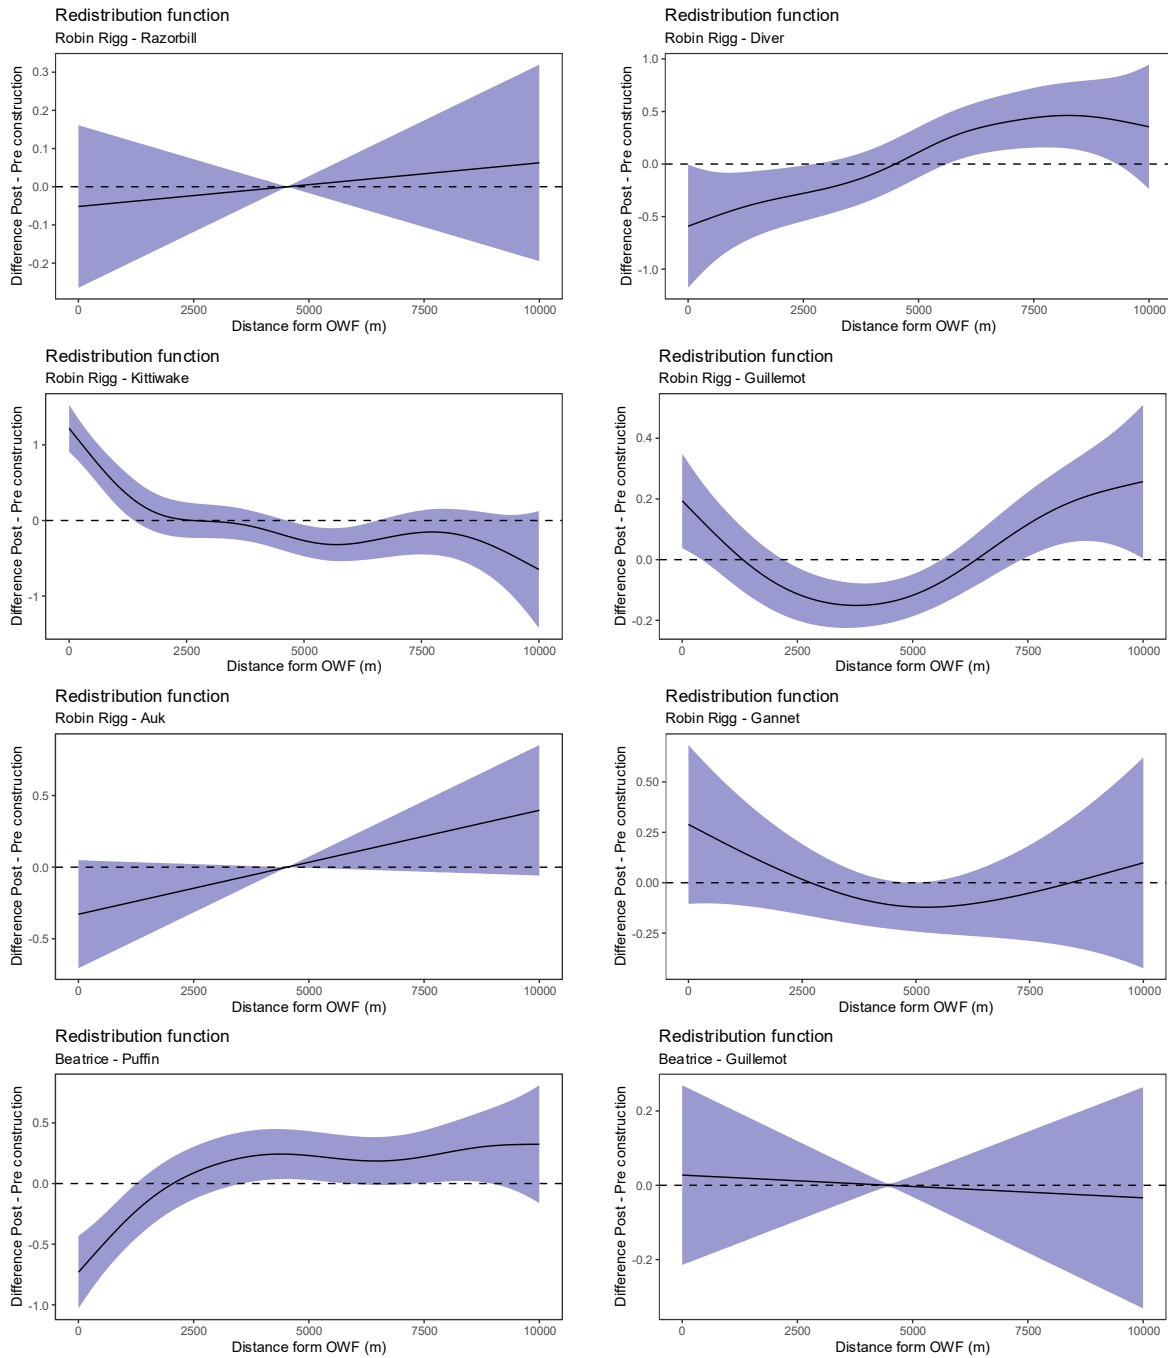 Redistribution function
Robin Rigg - Razorbill
Difference Post - Pre construction
0.3
0.2
0.1
0.0
-0.1
-0.2
0
2500
5000
7500
10000
Distance form OWF (m)
Redistribution function
Robin Rigg - Diver
Difference Post - Pre construction
1.0
0.5
0.0
-0.5
-1.0
0
2500
5000
7500
10000
Distance form OWF (m)
Redistribution function
Robin Rigg - Kittiwake
Difference Post - Pre construction
1
0
-1
0
2500
5000
7500
10000
Distance form OWF (m)
Redistribution function
Robin Rigg - Guillemot
Difference Post - Pre construction
0.4
0.2
0.0
-0.2
0
2500
5000
7500
10000
Distance form OWF (m)
Redistribution function
Robin Rigg - Auk
Difference Post - Pre construction
0.5
0.0
-0.5
0
2500
5000
7500
10000
Distance form OWF (m)
Redistribution function
Robin Rigg - Gannet
Difference Post - Pre construction
0.50
0.25
0.00
-0.25
0
2500
5000
7500
10000
Distance form OWF (m)
Redistribution function
Beatrice - Puffin
Difference Post - Pre construction
0.5
0.0
-0.5
-1.0
0
2500
5000
7500
10000
Distance form OWF (m)
Redistribution function
Beatrice - Guillemot
Difference Post - Pre construction
0.2
0.0
-0.2
0
2500
5000
7500
10000
Distance form OWF (m)